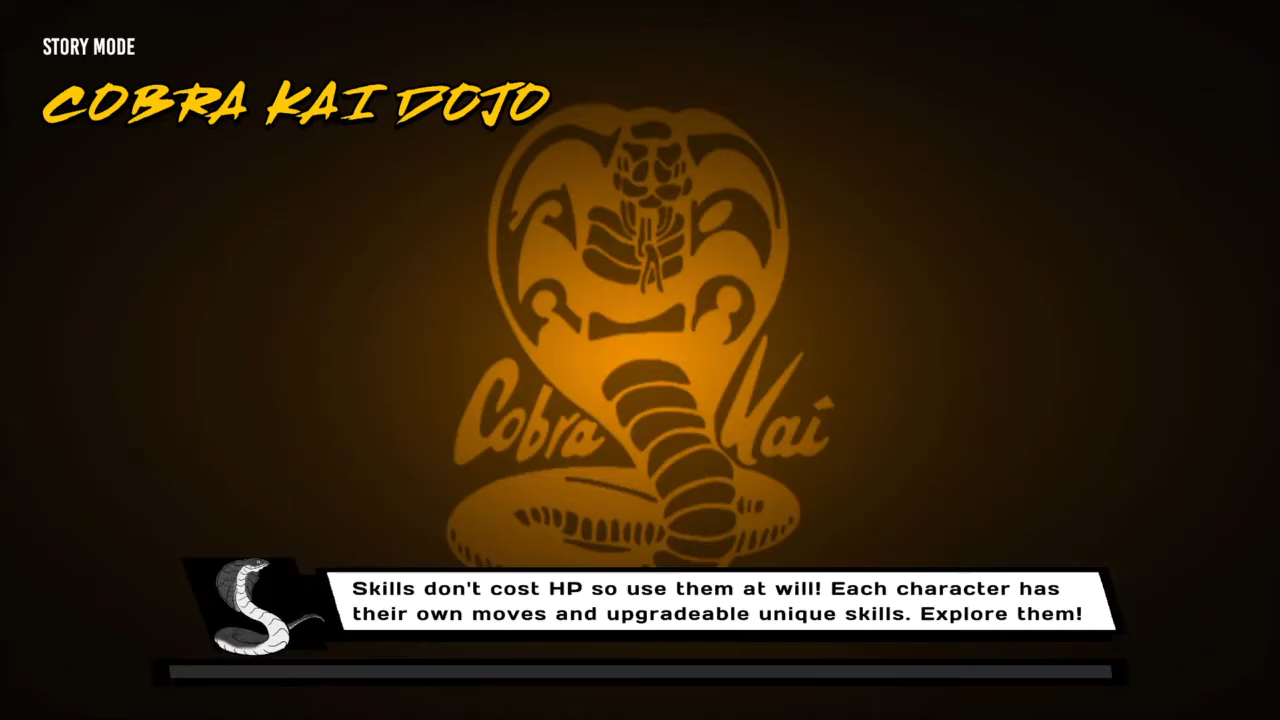 STORY MODE
COBRA KAI DOJO
Cobra Kai
Skills don't cost HP so use them at will! Each character has
their own moves and upgradeable unique skills. Explore them!